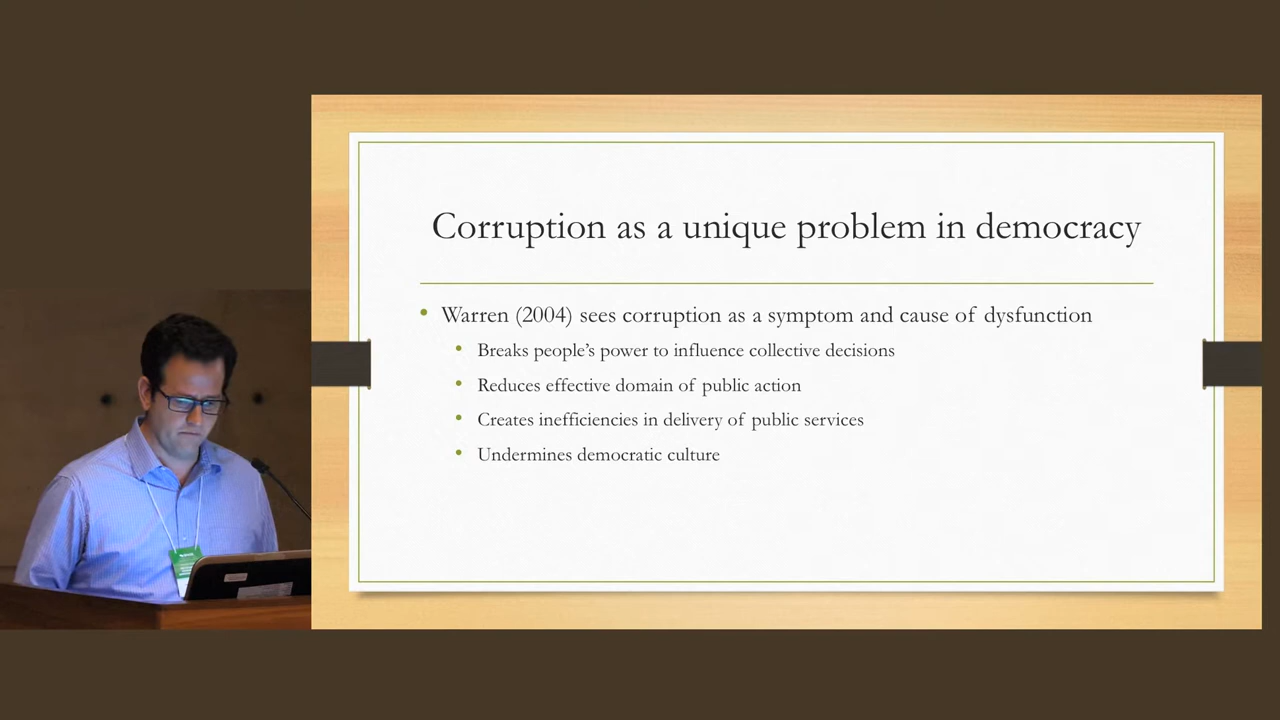 Corruption as a unique problem in democracy
Warren (2004) sees corruption as a symptom and cause of dysfunction
Breaks people’s power to influence collective decisions
Reduces effective domain of public action
Creates inefficiencies in delivery of public services
Undermines democratic culture